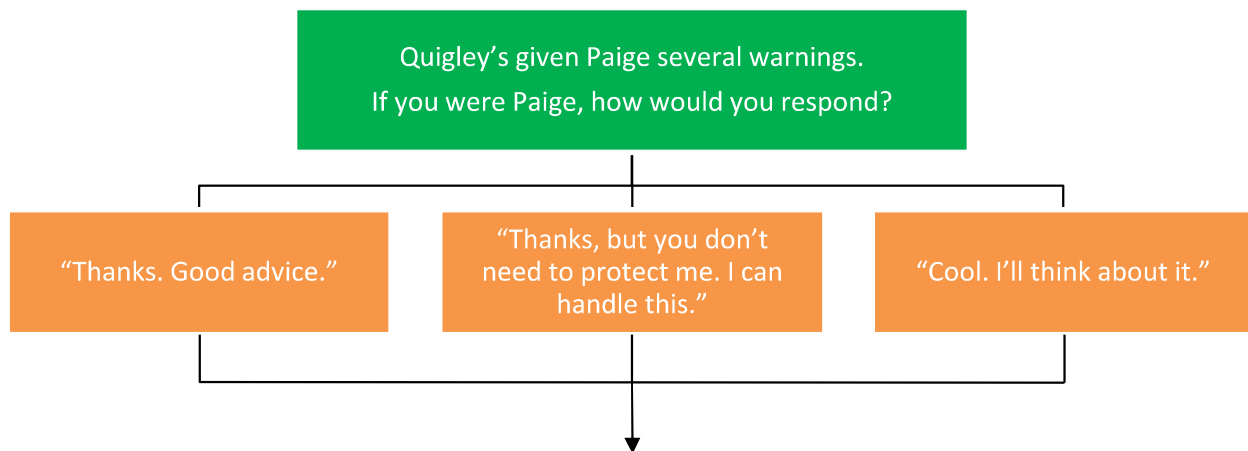 Quigley’s given Paige several warnings.
If you were Paige, how would you respond?
“Thanks. Good advice.”
“Thanks, but you don’t
need to protect me. I can
handle this.”
“Cool. I’ll think about it.”